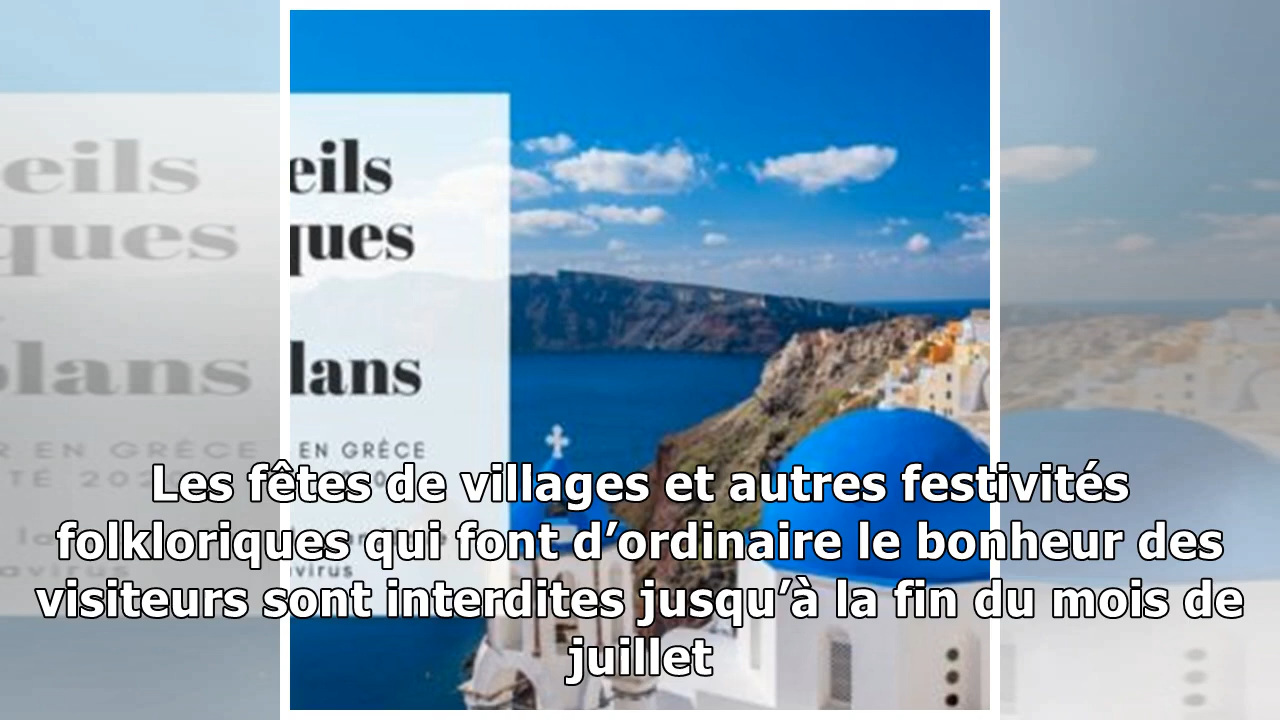 eils
ques
lans
EN GRÈCE
Les fêtes de villages et autres festivités
folkloriques qui font d’ordinaire le bonheur des
visiteurs sont interdites jusqu’à la fin du mois de
juillet